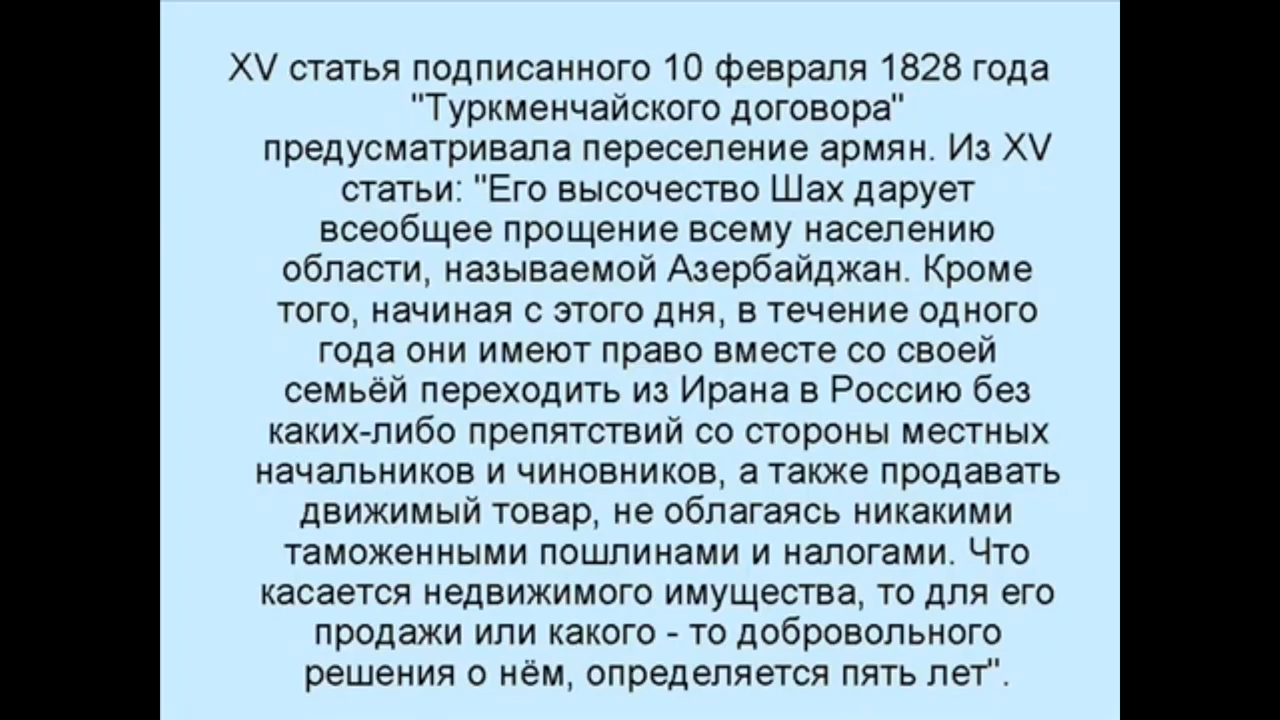 XV статья подписанного 10 февраля 1828 года
"Туркменчайского договора"
предусматривала переселение армян. Из XV
статьи: "Его высочество Шах дарует
всеобщее прощение всему населению
области, называемой Азербайджан. Кроме
того, начиная с этого дня, в течение одного
года они имеют право вместе со своей
семьёй переходить из Ирана в Россию без
каких-либо препятствий со стороны местных
начальников и чиновников, а также продавать
движимый товар, не облагаясь никакими
таможенными пошлинами и налогами. Что
касается недвижимого имущества, то для его
продажи или какого - то добровольного
решения о нём, определяется пять лет".